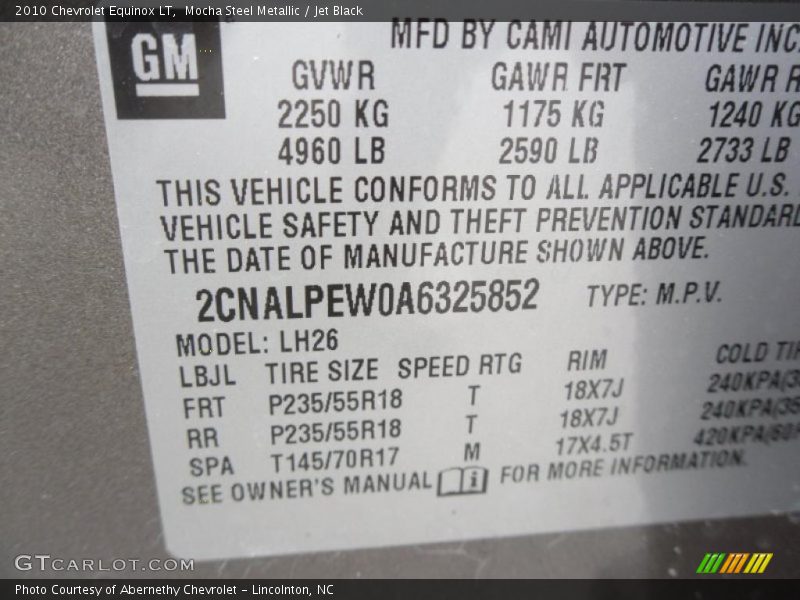 2010 Chevrolet Equinox LT, Mocha Steel Metallic / Jet Black
GM
MFD BY CAMI AUTOMOTIVE INC.
GVWR GAWR FRT GAWR R
2250 KG 1175 KG 1240 KG
4960 LB 2590 LB 2733 LB
THIS VEHICLE CONFORMS TO ALL APPLICABLE U.S.
VEHICLE SAFETY AND THEFT PREVENTION STANDARD
THE DATE OF MANUFACTURE SHOWN ABOVE.
2CNALPEW0A6325852 TYPE: M.P.V.
MODEL: LH26
LBJL TIRE SIZE SPEED RTG RIM COLD TIR
FRT P235/55R18 T 18X7J 240KPA(35
RR P235/55R18 T 18X7J 240KPA(35
SPA T145/70R17 M 17X4.5T 420KPA(60P
SEE OWNER'S MANUAL i FOR MORE INFORMATION.
GTCARLOT.COM
Photo Courtesy of Abernethy Chevrolet – Lincolnton, NC